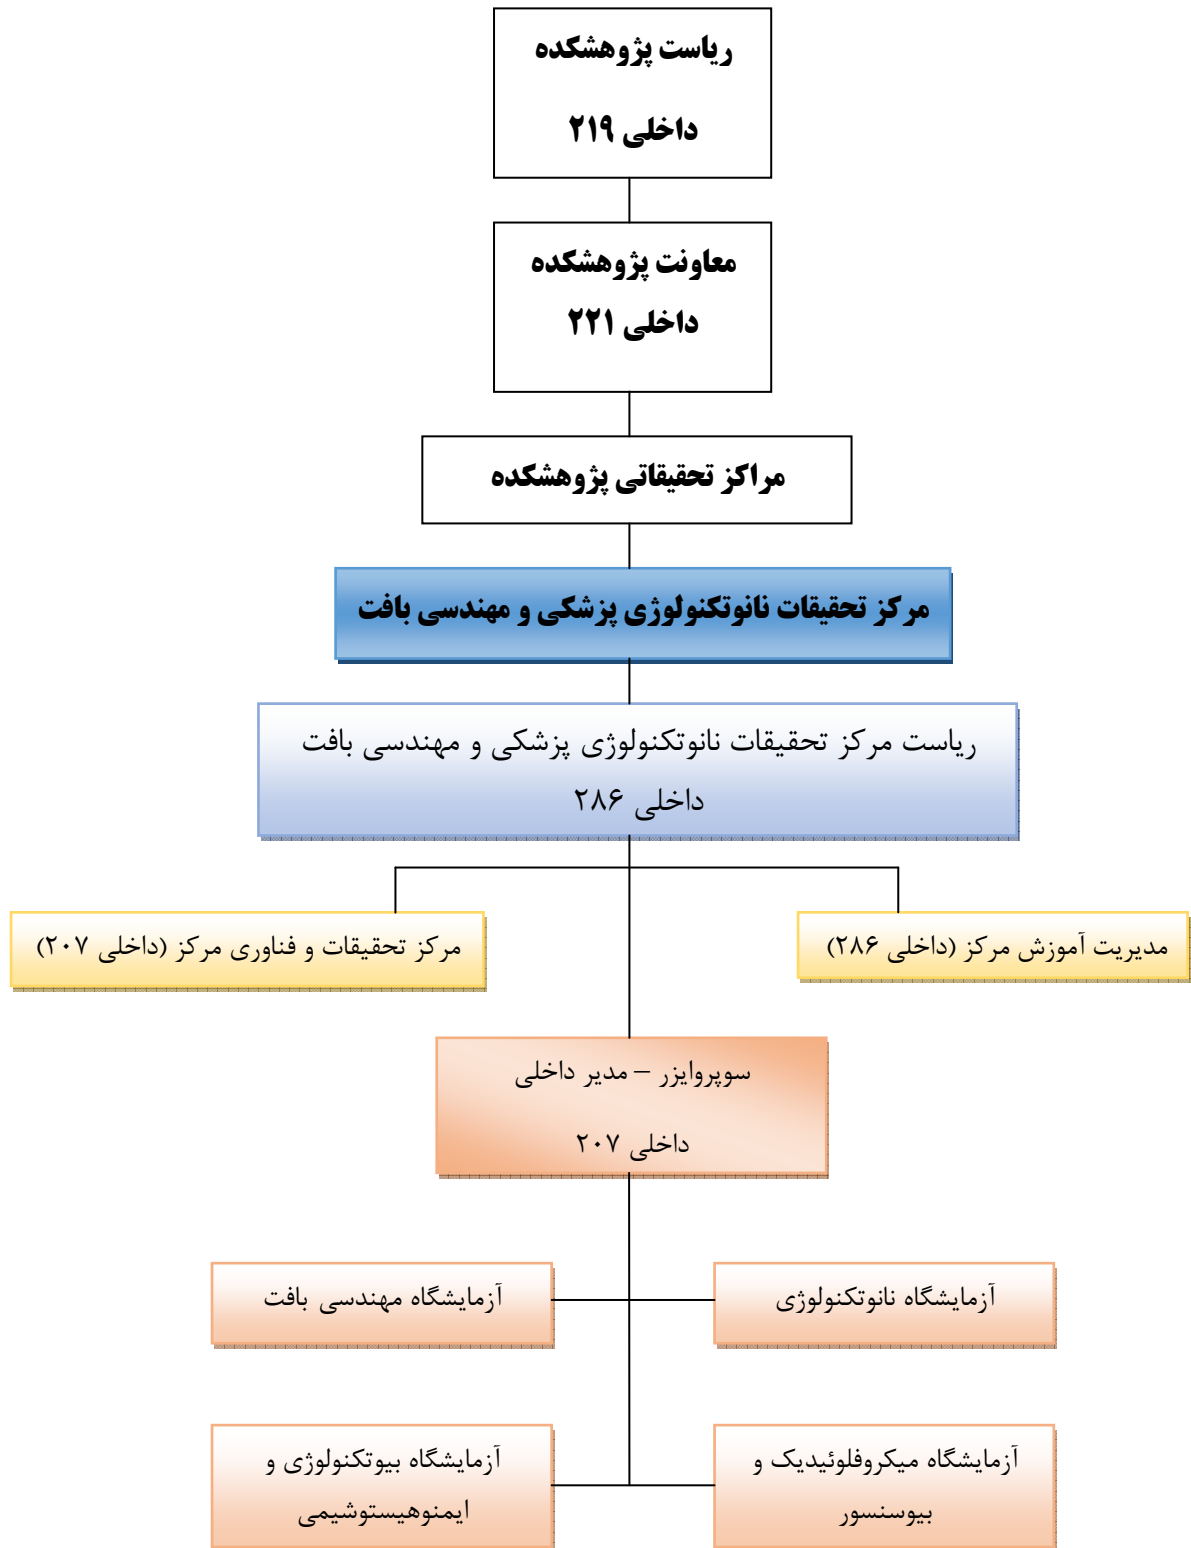 ریاست پژوهشکده
داخلی ۲۱۹
معاونت پژوهشکده
داخلی ۲۲۱
مراکز تحقیقاتی پژوهشکده
مرکز تحقیقات نانوتکنولوژی پزشکی و مهندسی بافت
ریاست مرکز تحقیقات نانوتکنولوژی پزشکی و مهندسی بافت
داخلی ۲۸۶
مدیریت آموزش مرکز (داخلی ۲۸۶)
مرکز تحقیقات و فناوری مرکز (داخلی ۲۰۷)
سوپروایزر – مدیر داخلی
داخلی ۲۰۷
آزمایشگاه نانوتکنولوژی
آزمایشگاه مهندسی بافت
آزمایشگاه میکروفلوئیدیک و
بیوسنسور
آزمایشگاه بیوتکنولوژی و
ایمنوهیستوشیمی